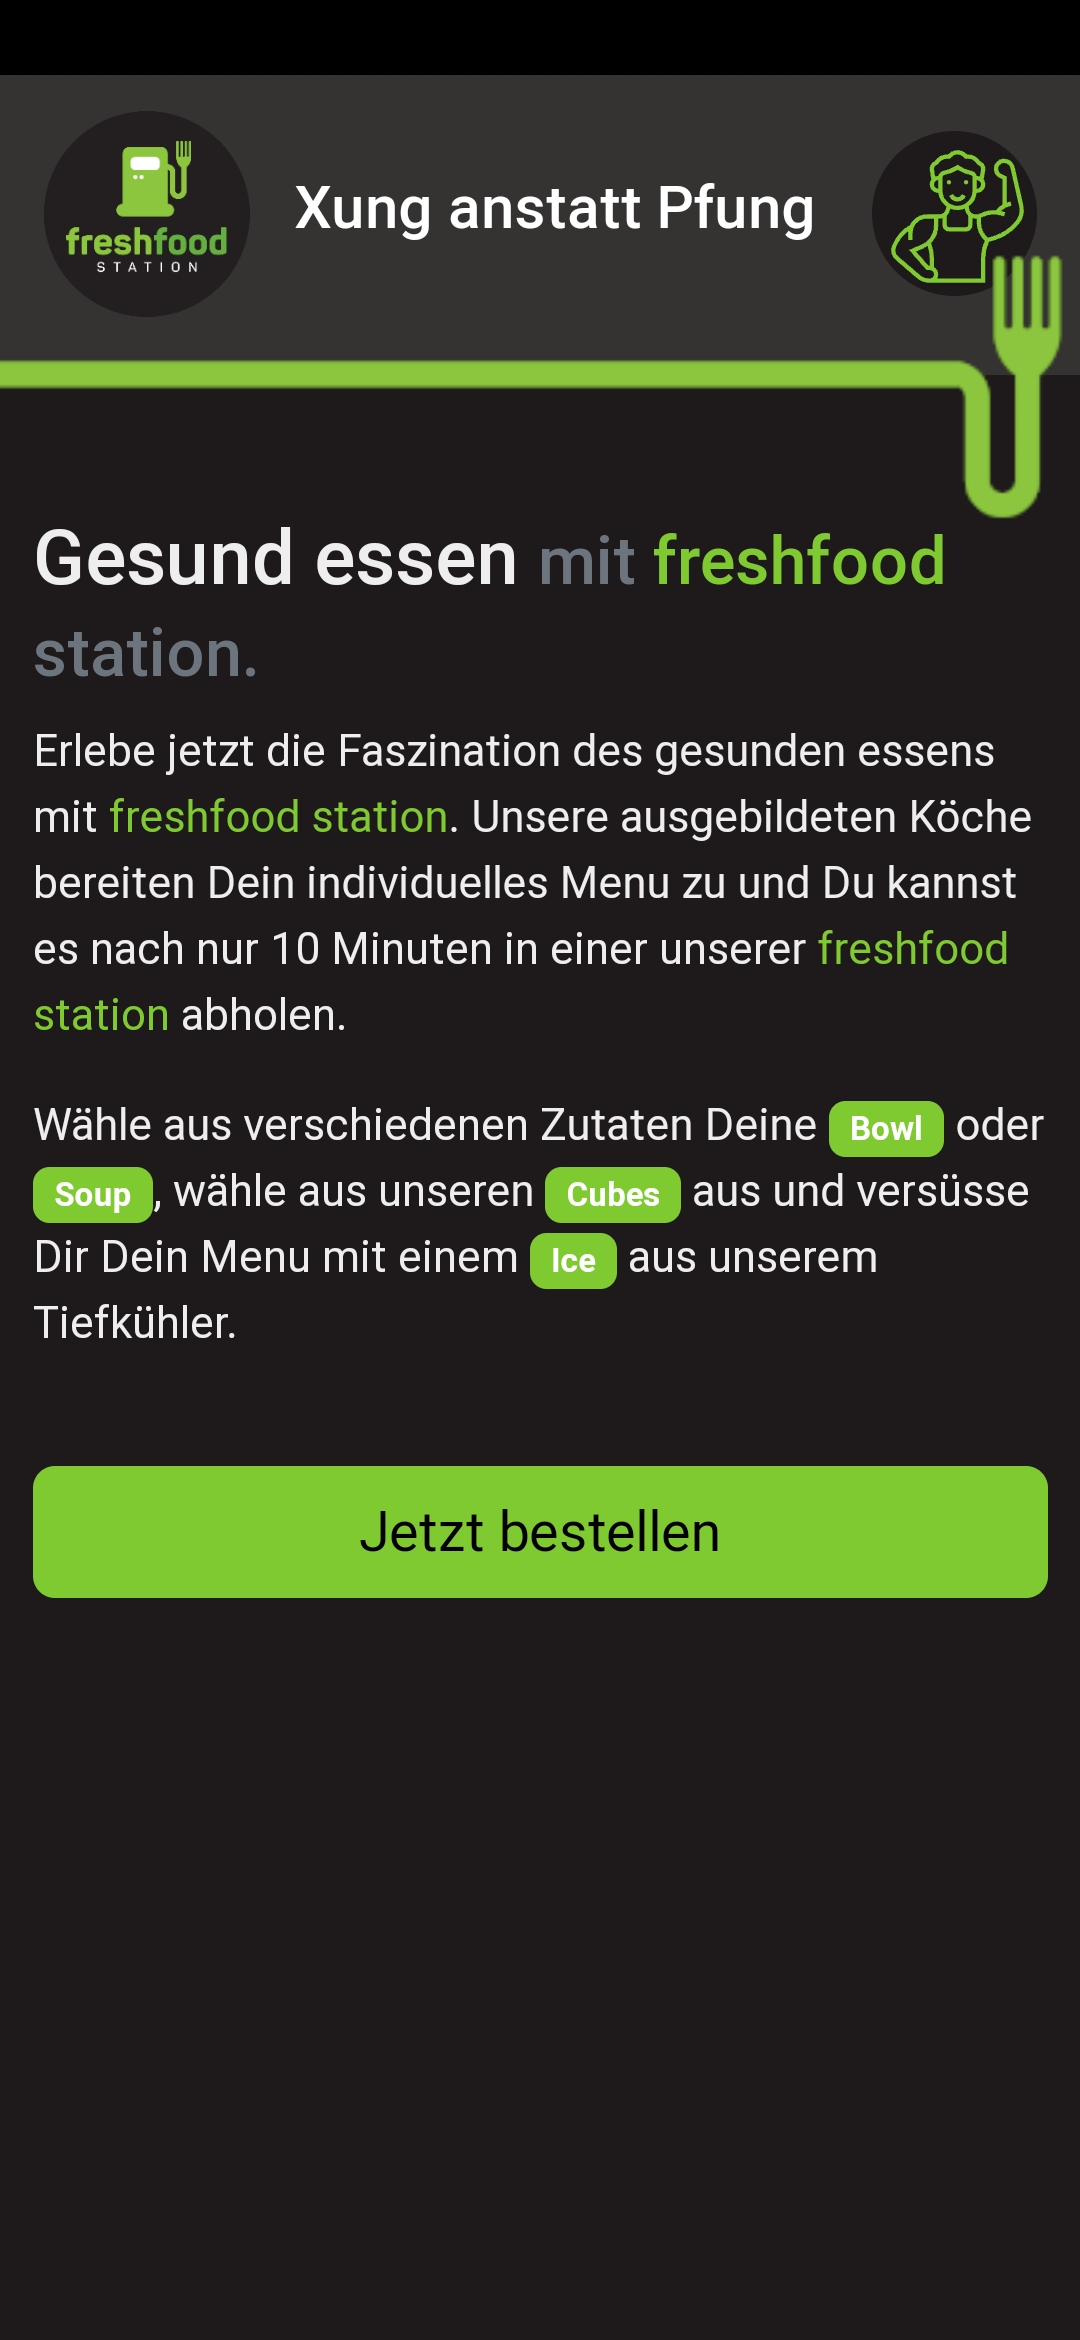 freshfood
STATION
Xung anstatt Pfung
Gesund essen mit freshfood
station.
Erlebe jetzt die Faszination des gesunden essens
mit freshfood station. Unsere ausgebildeten Köche
bereiten Dein individuelles Menu zu und Du kannst
es nach nur 10 Minuten in einer unserer freshfood
station abholen.
Wähle aus verschiedenen Zutaten Deine Bowl oder
Soup, wähle aus unseren Cubes aus und versüsse
Dir Dein Menu mit einem Ice aus unserem
Tiefkühler.
Jetzt bestellen